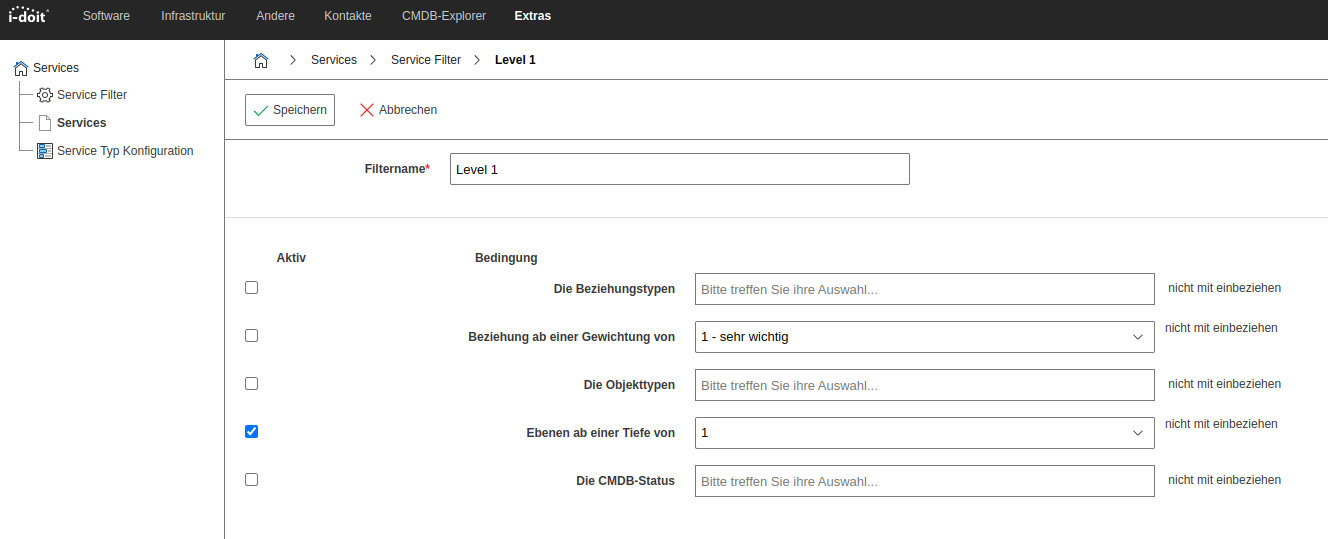 i-doit Software Infrastruktur Andere Kontakte CMDB-Explorer Extras
Services
Service Filter
Services
Service Typ Konfiguration
Services Service Filter Level 1
Speichern Abbrechen
Filtername* Level 1
Aktiv Bedingung
Die Beziehungstypen Bitte treffen Sie ihre Auswahl... nicht mit einbeziehen
Beziehung ab einer Gewichtung von 1 - sehr wichtig nicht mit einbeziehen
Die Objekttypen Bitte treffen Sie ihre Auswahl... nicht mit einbeziehen
Ebenen ab einer Tiefe von 1 nicht mit einbeziehen
Die CMDB-Status Bitte treffen Sie ihre Auswahl... nicht mit einbeziehen